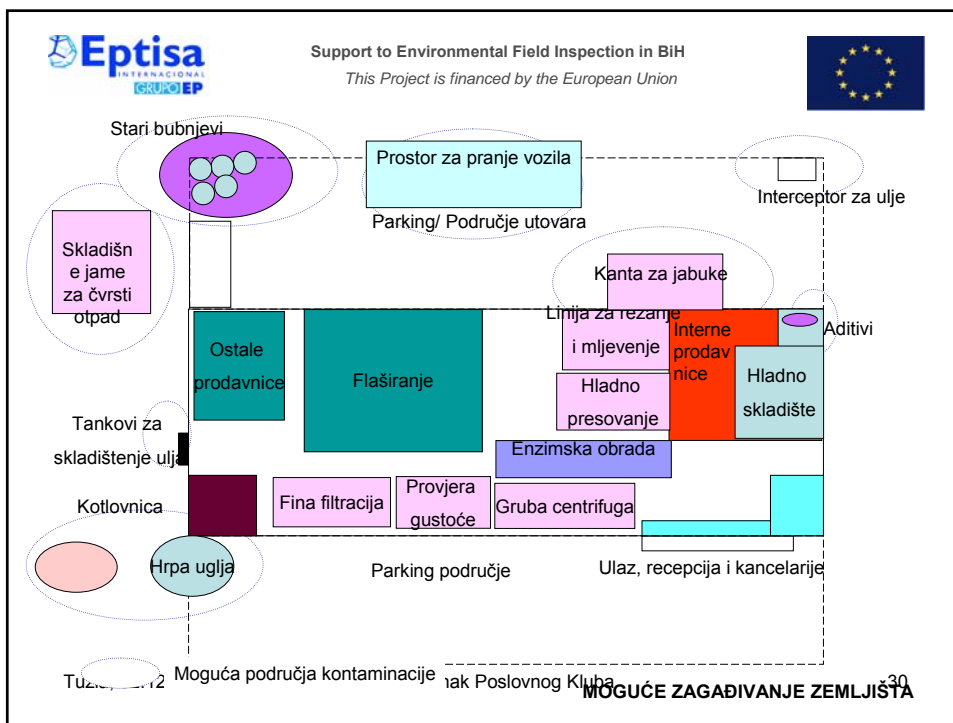 Eptisa
INTERNACIONAL
GRUPO EP
Support to Environmental Field Inspection in BiH
This Project is financed by the European Union
Stari bubnjevi
Prostor za pranje vozila
Interceptor za ulje
Parking/ Područje utovara
Skladišn
e jame
za čvrsti
otpad
Kanta za jabuke
Linija za rezanje
i mljevenje
Interne
prodav
nice
Aditivi
Ostale
prodavnice
Flaširanje
Hladno
presovanje
Hladno
skladište
Tankovi za
skladištenje ulja
Enzimska obrada
Kotlovnica
Fina filtracija
Provjera
gustoće
Gruba centrifuga
Hrpa uglja
Parking područje
Ulaz, recepcija i kancelarije
Moguća područja kontaminacije
Poslovnog Kluba
30
MOGUĆE ZAGAĐIVANJE ZEMLJIŠTA